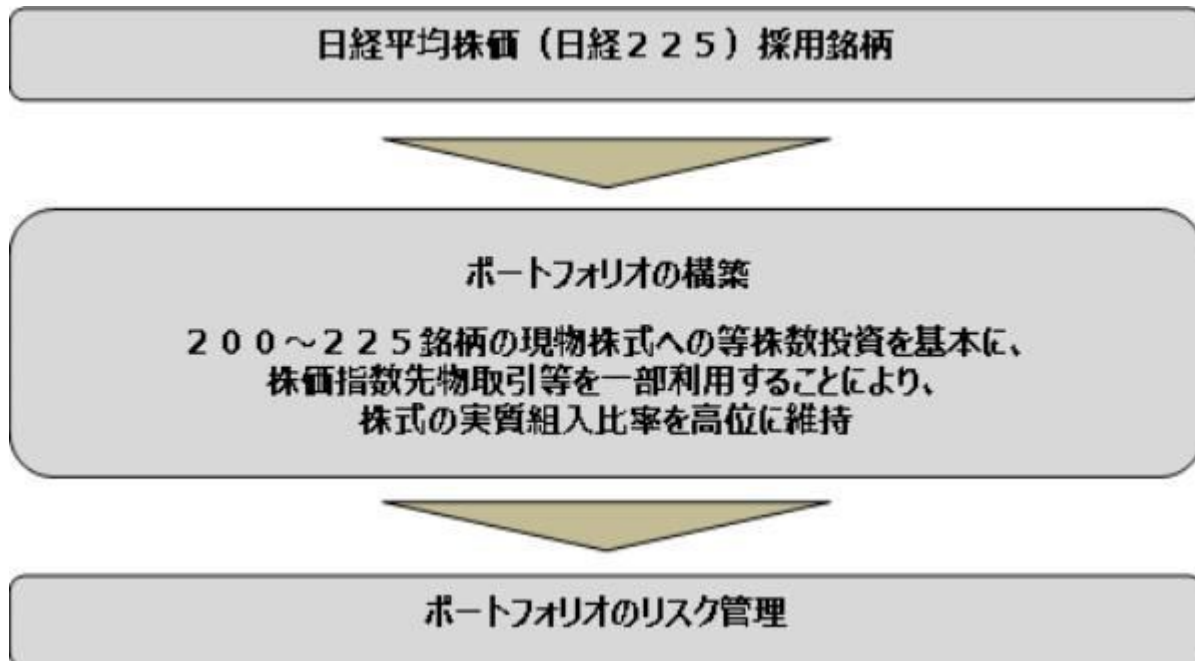 日経平均株価（日経２２５）採用銘柄
ポートフォリオの構築
２００～２２５銘柄の現物株式への等株数投資を基本に、
株価指数先物取引等を一部利用することにより、
株式の実質組入比率を高位に維持
ポートフォリオのリスク管理